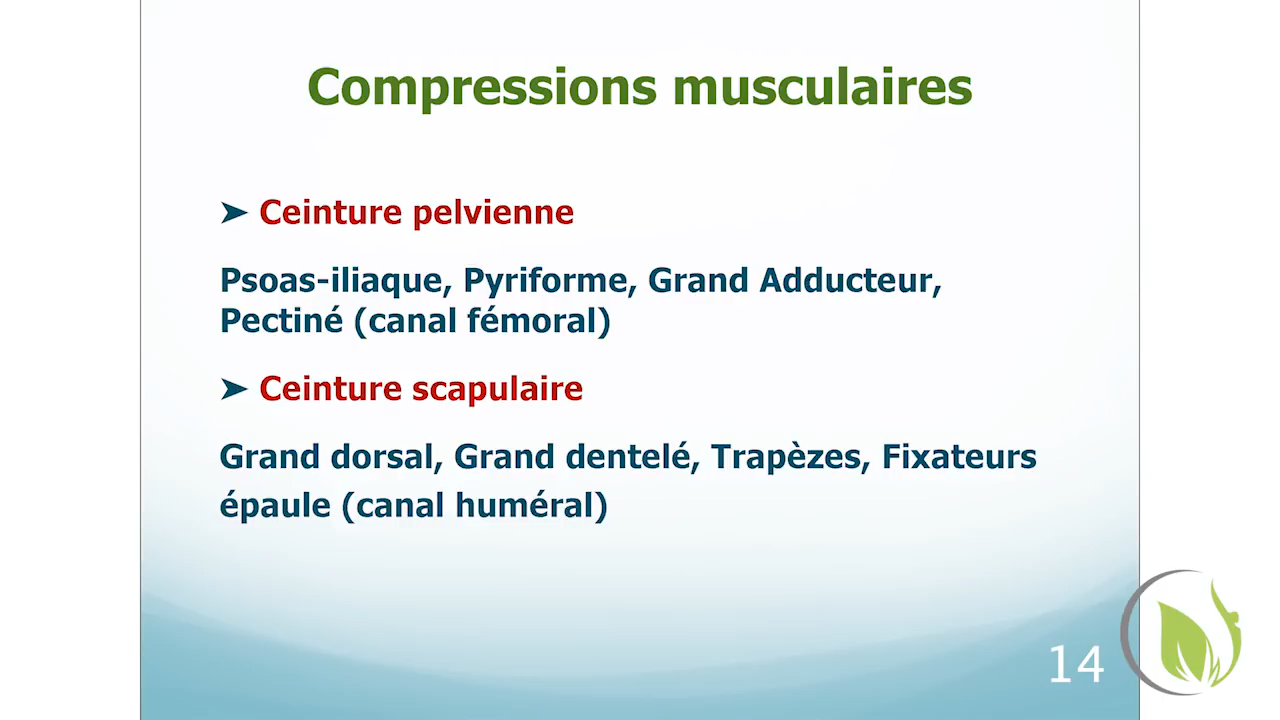 Compressions musculaires
➤ Ceinture pelvienne
Psoas-iliaque, Pyriforme, Grand Adducteur,
Pectiné (canal fémoral)
➤ Ceinture scapulaire
Grand dorsal, Grand dentelé, Trapèzes, Fixateurs
épaule (canal huméral)
14